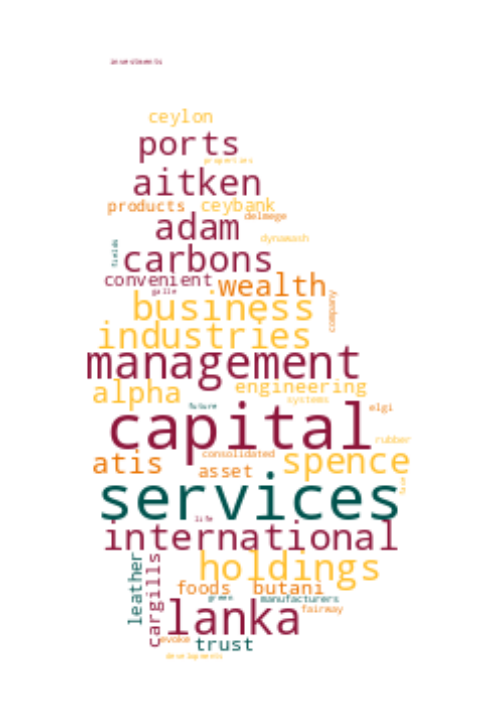 investments
ceylon
ports
properties
aitken
products ceybank
delmege
adam
dynawash
fields
carbons
convenient wealth
galle
business
company
industries
management
engineering
alpha
systems
future
elgi
capital
rubber
consolidated
atis spence
asset
services
life
international
holdings
leather
cargills
foods butani
green manufacturers
lanka fairway
evoke
trust
developments